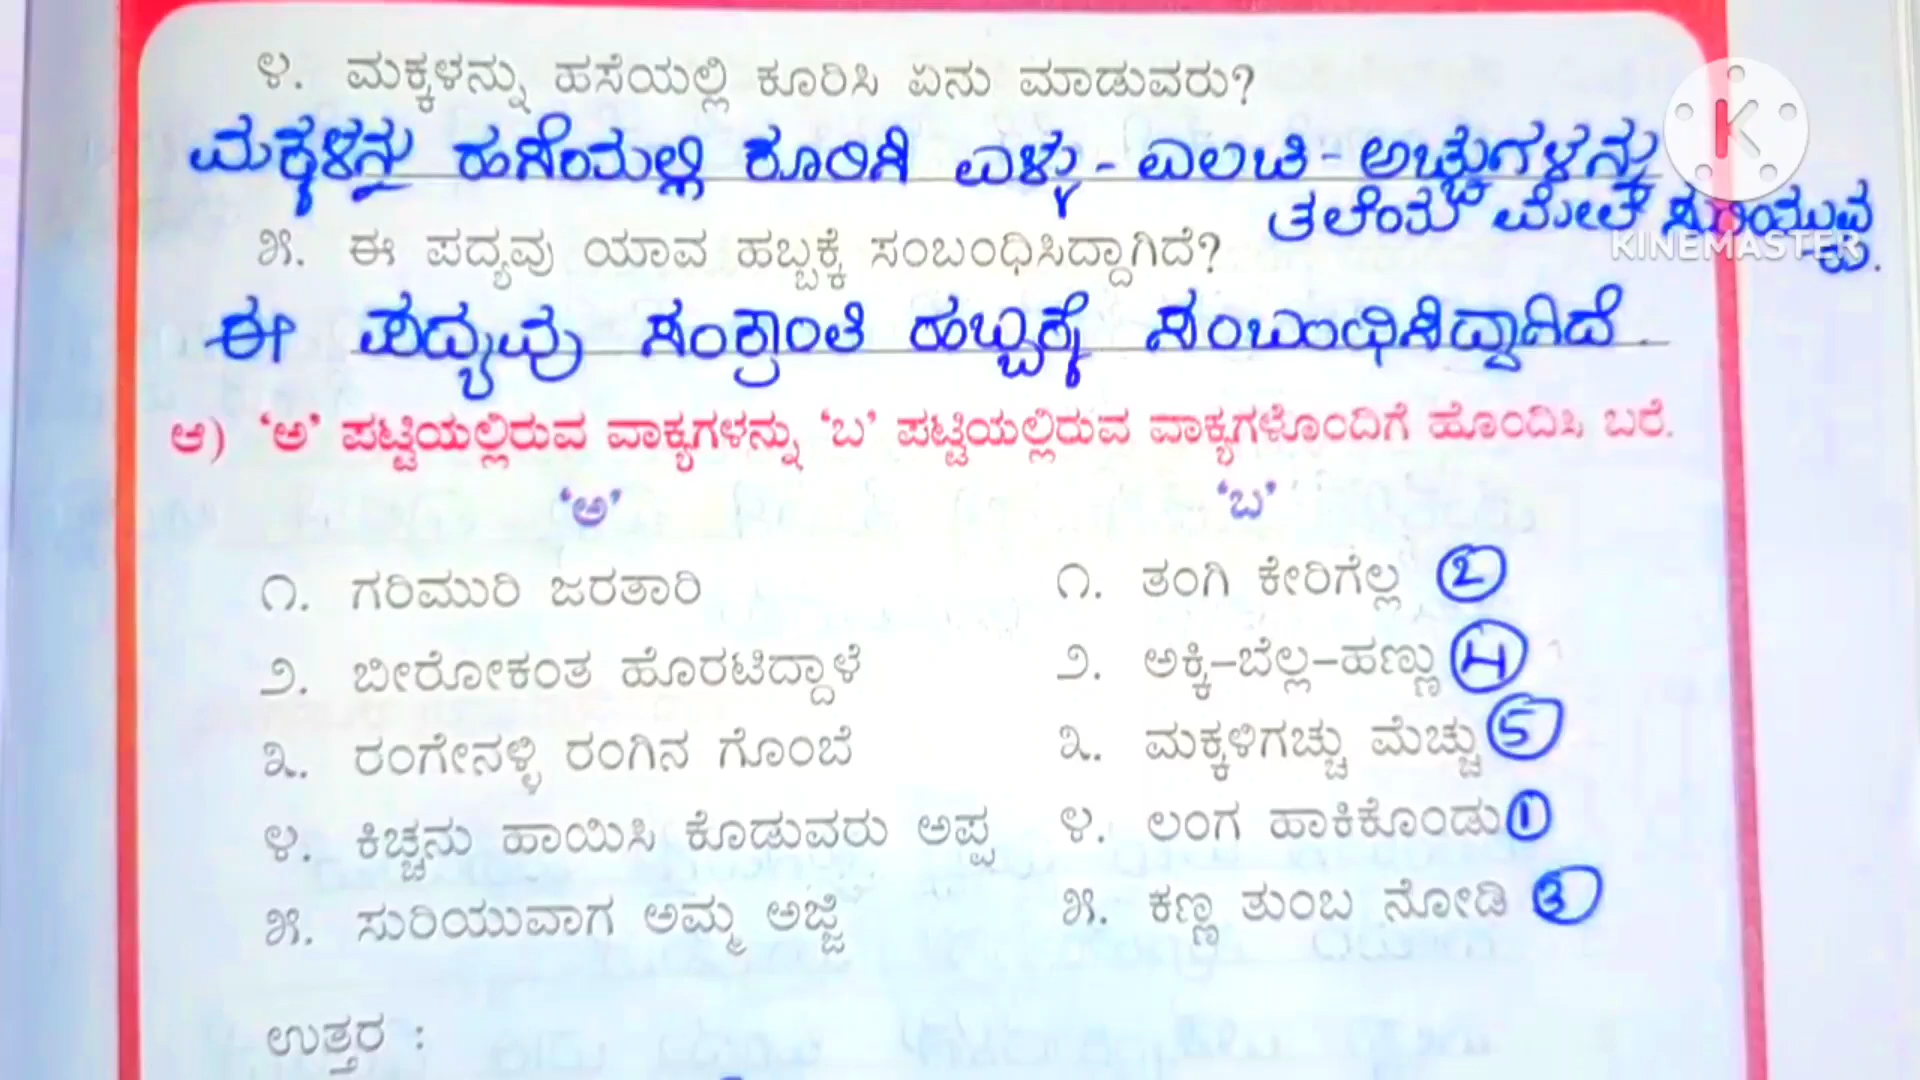 ೪. ಮಕ್ಕಳನ್ನು ಹಸೆಯಲ್ಲಿ ಕೂರಿಸಿ ಏನು ಮಾಡುವರು?
ಮಕ್ಕಳನ್ನು ಹಸೆಯಲ್ಲಿ ಕೂರಿಸಿ ಎಳ್ಳು - ಎಲಚಿ - ಅಚ್ಚುಗಳನ್ನು
ತಲೆಯ ಮೇಲೆ ಸುರಿಯುವ
KINEMASTER
೫. ಈ ಪದ್ಯವು ಯಾವ ಹಬ್ಬಕ್ಕೆ ಸಂಬಂಧಿಸಿದ್ದಾಗಿದೆ?
ಈ ಪದ್ಯವು ಸಂಕ್ರಾಂತಿ ಹಬ್ಬಕ್ಕೆ ಸಂಬಂಧಿಸಿದ್ದಾಗಿದೆ.
ಆ) ‘ಅ’ ಪಟ್ಟಿಯಲ್ಲಿರುವ ವಾಕ್ಯಗಳನ್ನು ‘ಬ’ ಪಟ್ಟಿಯಲ್ಲಿರುವ ವಾಕ್ಯಗಳೊಂದಿಗೆ ಹೊಂದಿಸಿ ಬರೆ.
‘ಅ’ ‘ಬ’
೧. ಗರಿಮುರಿ ಜರತಾರಿ ೧. ತಂಗಿ ಕೇರಿಗೆಲ್ಲ 2
೨. ಬೀರೋಕಂತ ಹೊರಟಿದ್ದಾಳೆ ೨. ಅಕ್ಕಿ-ಬೆಲ್ಲ-ಹಣ್ಣು 4
೩. ರಂಗೇನಳ್ಳಿ ರಂಗಿನ ಗೊಂಬೆ ೩. ಮಕ್ಕಳಿಗಚ್ಚು ಮೆಚ್ಚು 5
೪. ಕಿಚ್ಚನು ಹಾಯಿಸಿ ಕೊಡುವರು ಅಪ್ಪ ೪. ಲಂಗ ಹಾಕಿಕೊಂಡು 1
೫. ಸುರಿಯುವಾಗ ಅಮ್ಮ ಅಜ್ಜಿ ೫. ಕಣ್ಣ ತುಂಬ ನೋಡಿ 3
ಉತ್ತರ :